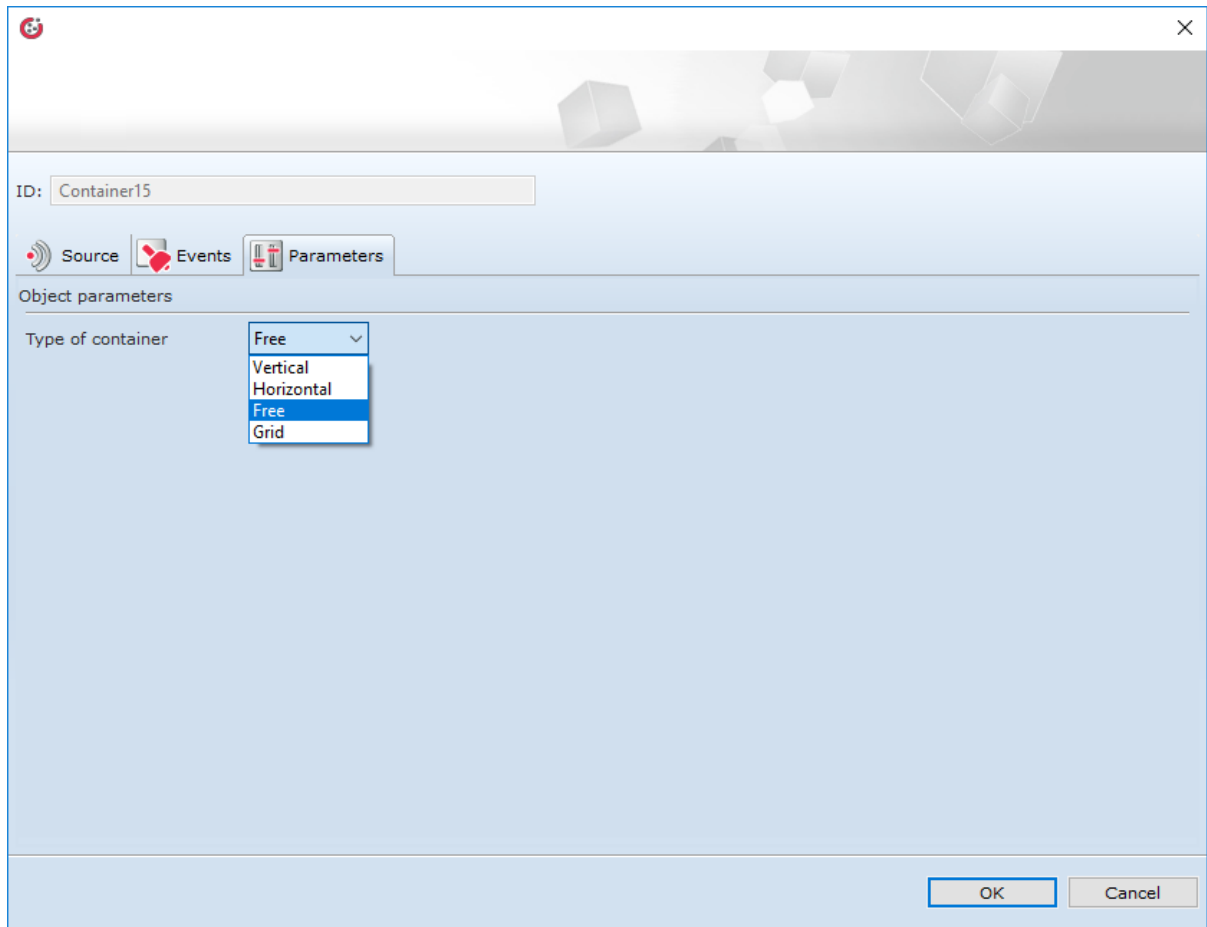 ID: Container15
Source Events Parameters
Object parameters
Type of container Free
Vertical
Horizontal
Free
Grid
OK Cancel